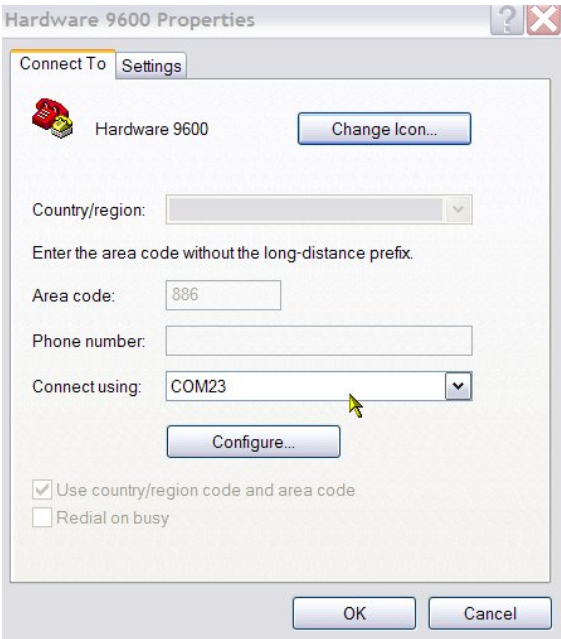 Hardware 9600 Properties
Connect To Settings
Hardware 9600 Change Icon...
Country/region:
Enter the area code without the long-distance prefix.
Area code: 886
Phone number:
Connect using: COM23
Configure...
Use country/region code and area code
Redial on busy
OK Cancel